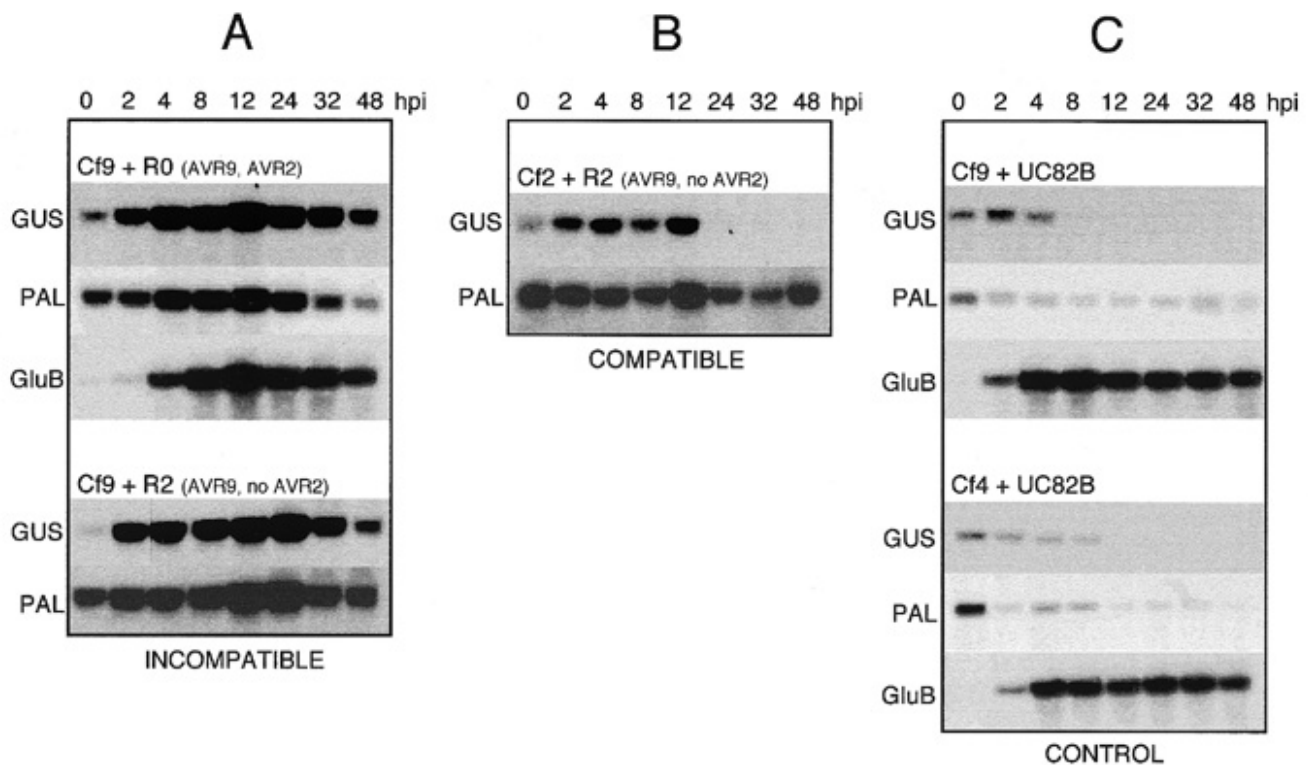 A
0 2 4 8 12 24 32 48 hpi
Cf9 + R0 (AVR9, AVR2)
GUS
PAL
GluB
Cf9 + R2 (AVR9, no AVR2)
GUS
PAL
INCOMPATIBLE
B
0 2 4 8 12 24 32 48 hpi
Cf2 + R2 (AVR9, no AVR2)
GUS
PAL
COMPATIBLE
C
0 2 4 8 12 24 32 48 hpi
Cf9 + UC82B
GUS
PAL
GluB
Cf4 + UC82B
GUS
PAL
GluB
CONTROL